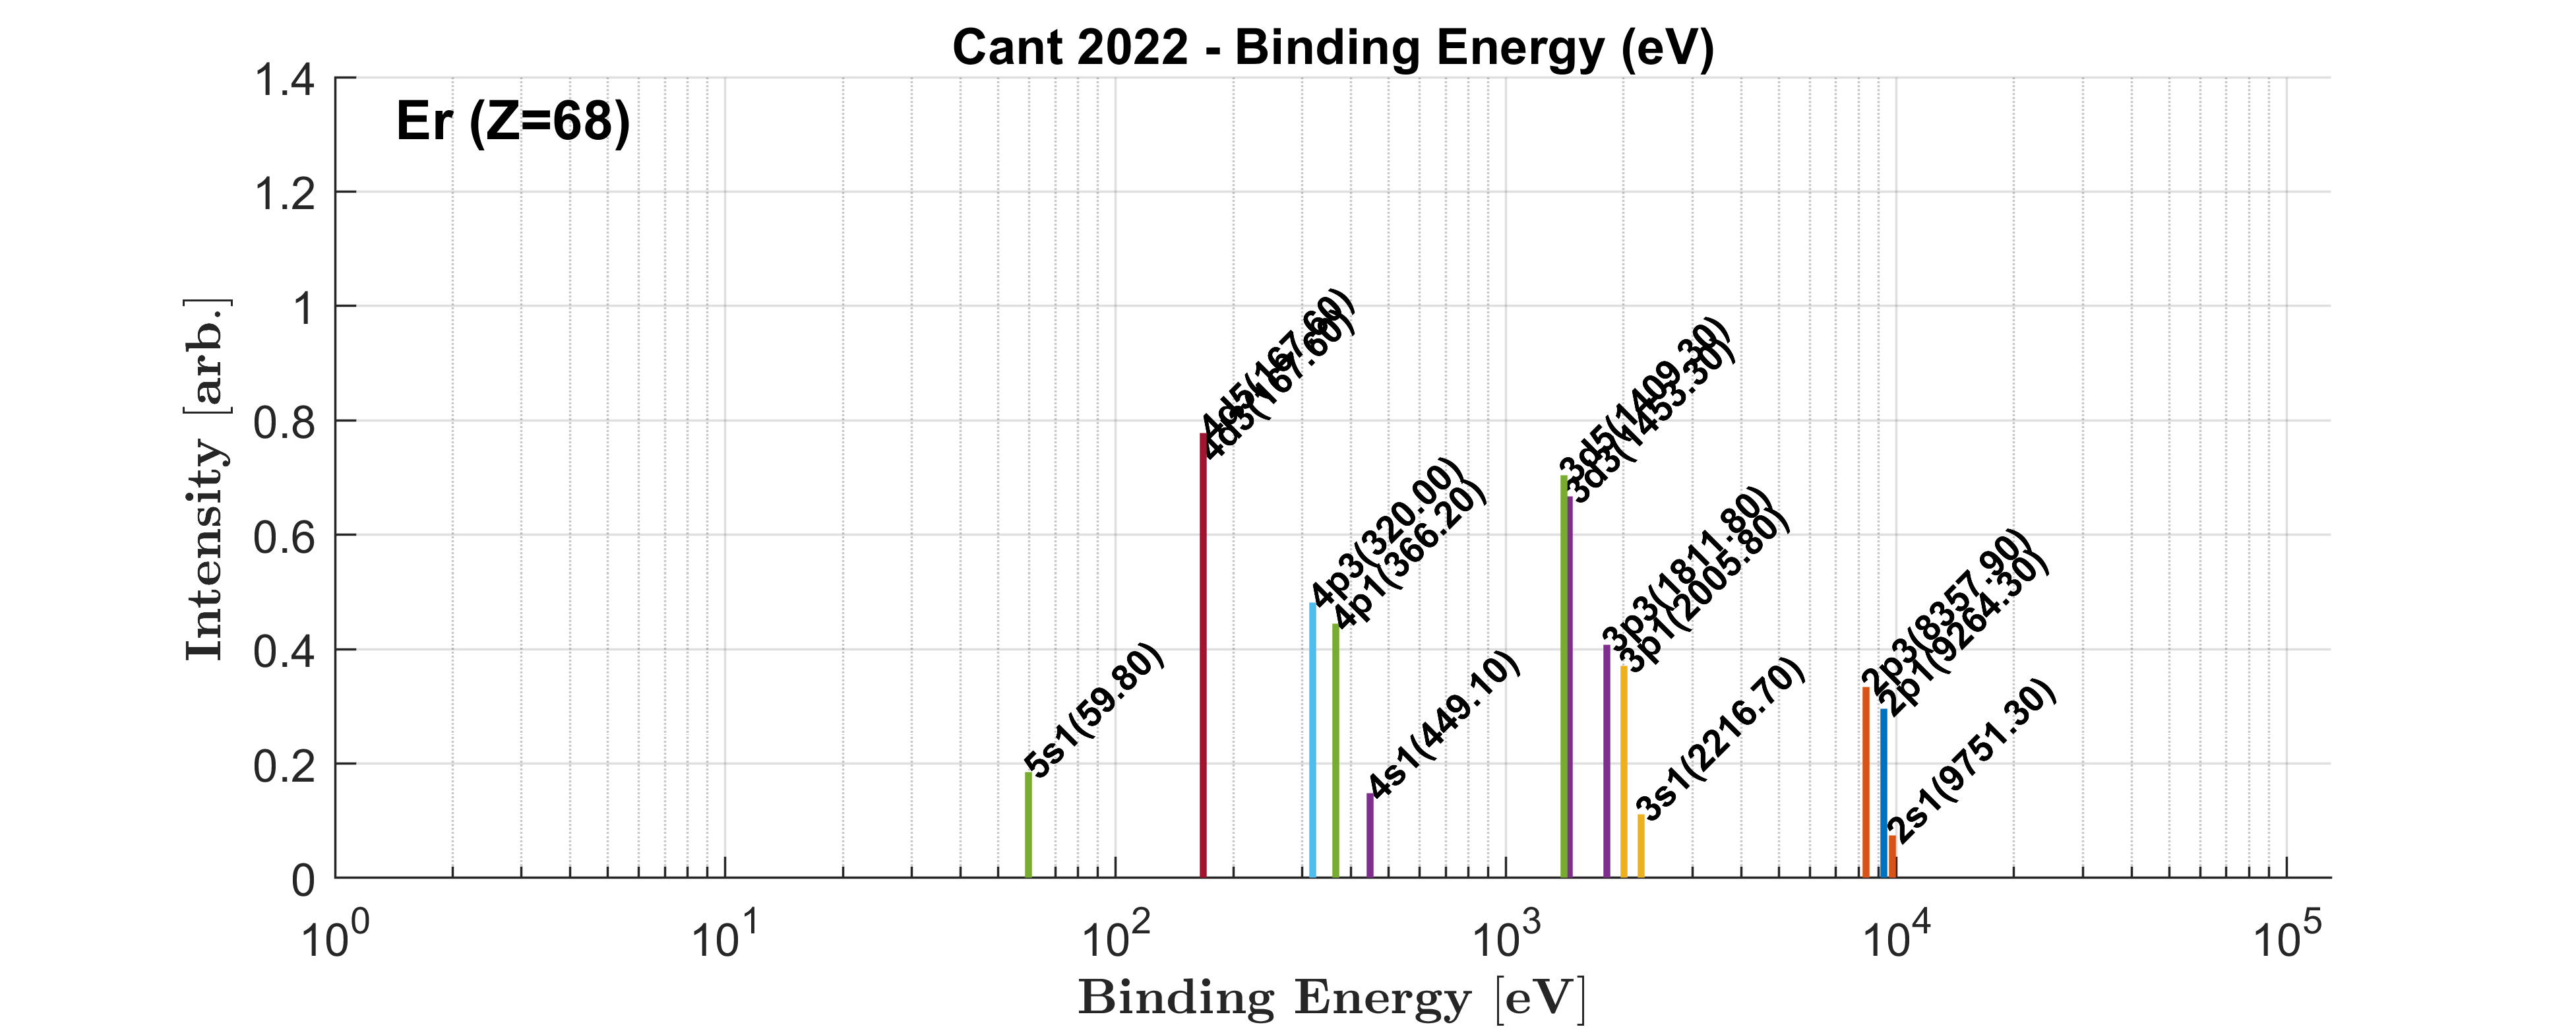 Cant 2022 - Binding Energy (eV)
Er (Z=68)
Intensity [arb.]
1.4
1.2
1
0.8
0.6
0.4
0.2
0
5s1(59.80)
4d5(167.60)
4d3(167.60)
4p3(320.00)
4p1(366.20)
4s1(449.10)
3d5(1409.30)
3d3(1453.30)
3p3(1811.80)
3p1(2005.80)
3s1(2216.70)
2p3(8357.90)
2p1(9264.30)
2s1(9751.30)
10^0 10^1 10^2 10^3 10^4 10^5
Binding Energy [eV]